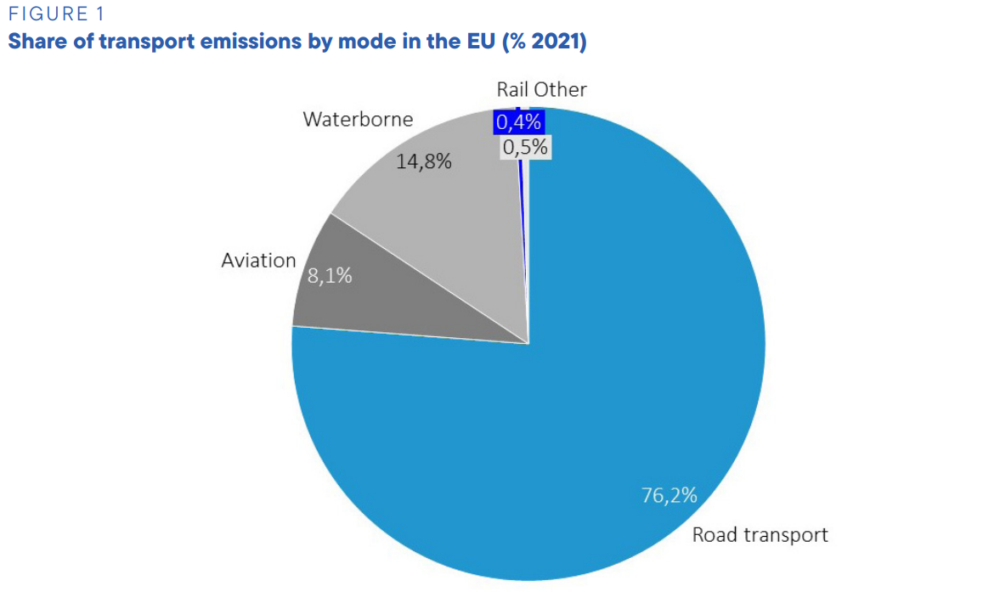 FIGURE 1
Share of transport emissions by mode in the EU (% 2021)
Rail Other
Waterborne
0,4%
0,5%
14,8%
Aviation
8,1%
76,2%
Road transport